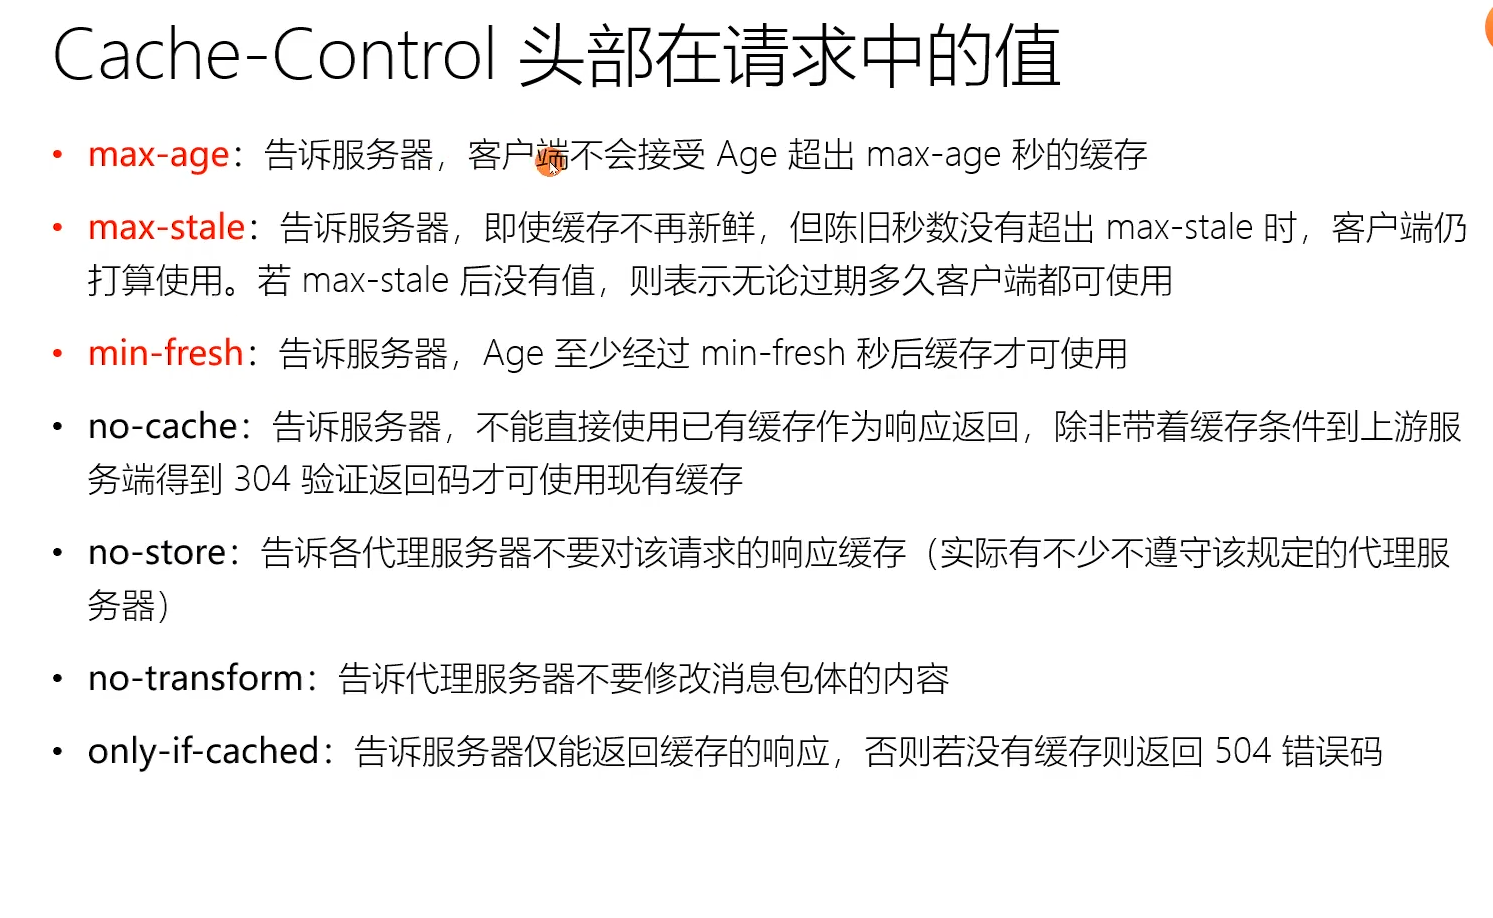 Cache-Control 头部在请求中的值
• max-age：告诉服务器，客户端不会接受 Age 超出 max-age 秒的缓存
• max-stale：告诉服务器，即使缓存不再新鲜，但陈旧秒数没有超出 max-stale 时，客户端仍
打算使用。若 max-stale 后没有值，则表示无论过期多久客户端都可使用
• min-fresh：告诉服务器，Age 至少经过 min-fresh 秒后缓存才可使用
• no-cache：告诉服务器，不能直接使用已有缓存作为响应返回，除非带着缓存条件到上游服
务端得到 304 验证返回码才可使用现有缓存
• no-store：告诉各代理服务器不要对该请求的响应缓存（实际有不少不遵守该规定的代理服
务器）
• no-transform：告诉代理服务器不要修改消息包体的内容
• only-if-cached：告诉服务器仅能返回缓存的响应，否则若没有缓存则返回 504 错误码